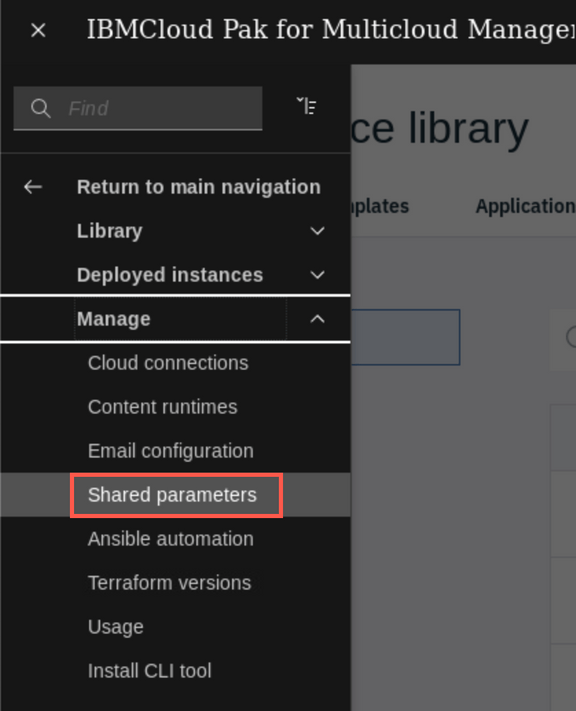 IBMCloud Pak for Multicloud Manager
Find
ce library
Return to main navigation
plates
Application
Library
Deployed instances
Manage
Cloud connections
Content runtimes
Email configuration
Shared parameters
Ansible automation
Terraform versions
Usage
Install CLI tool